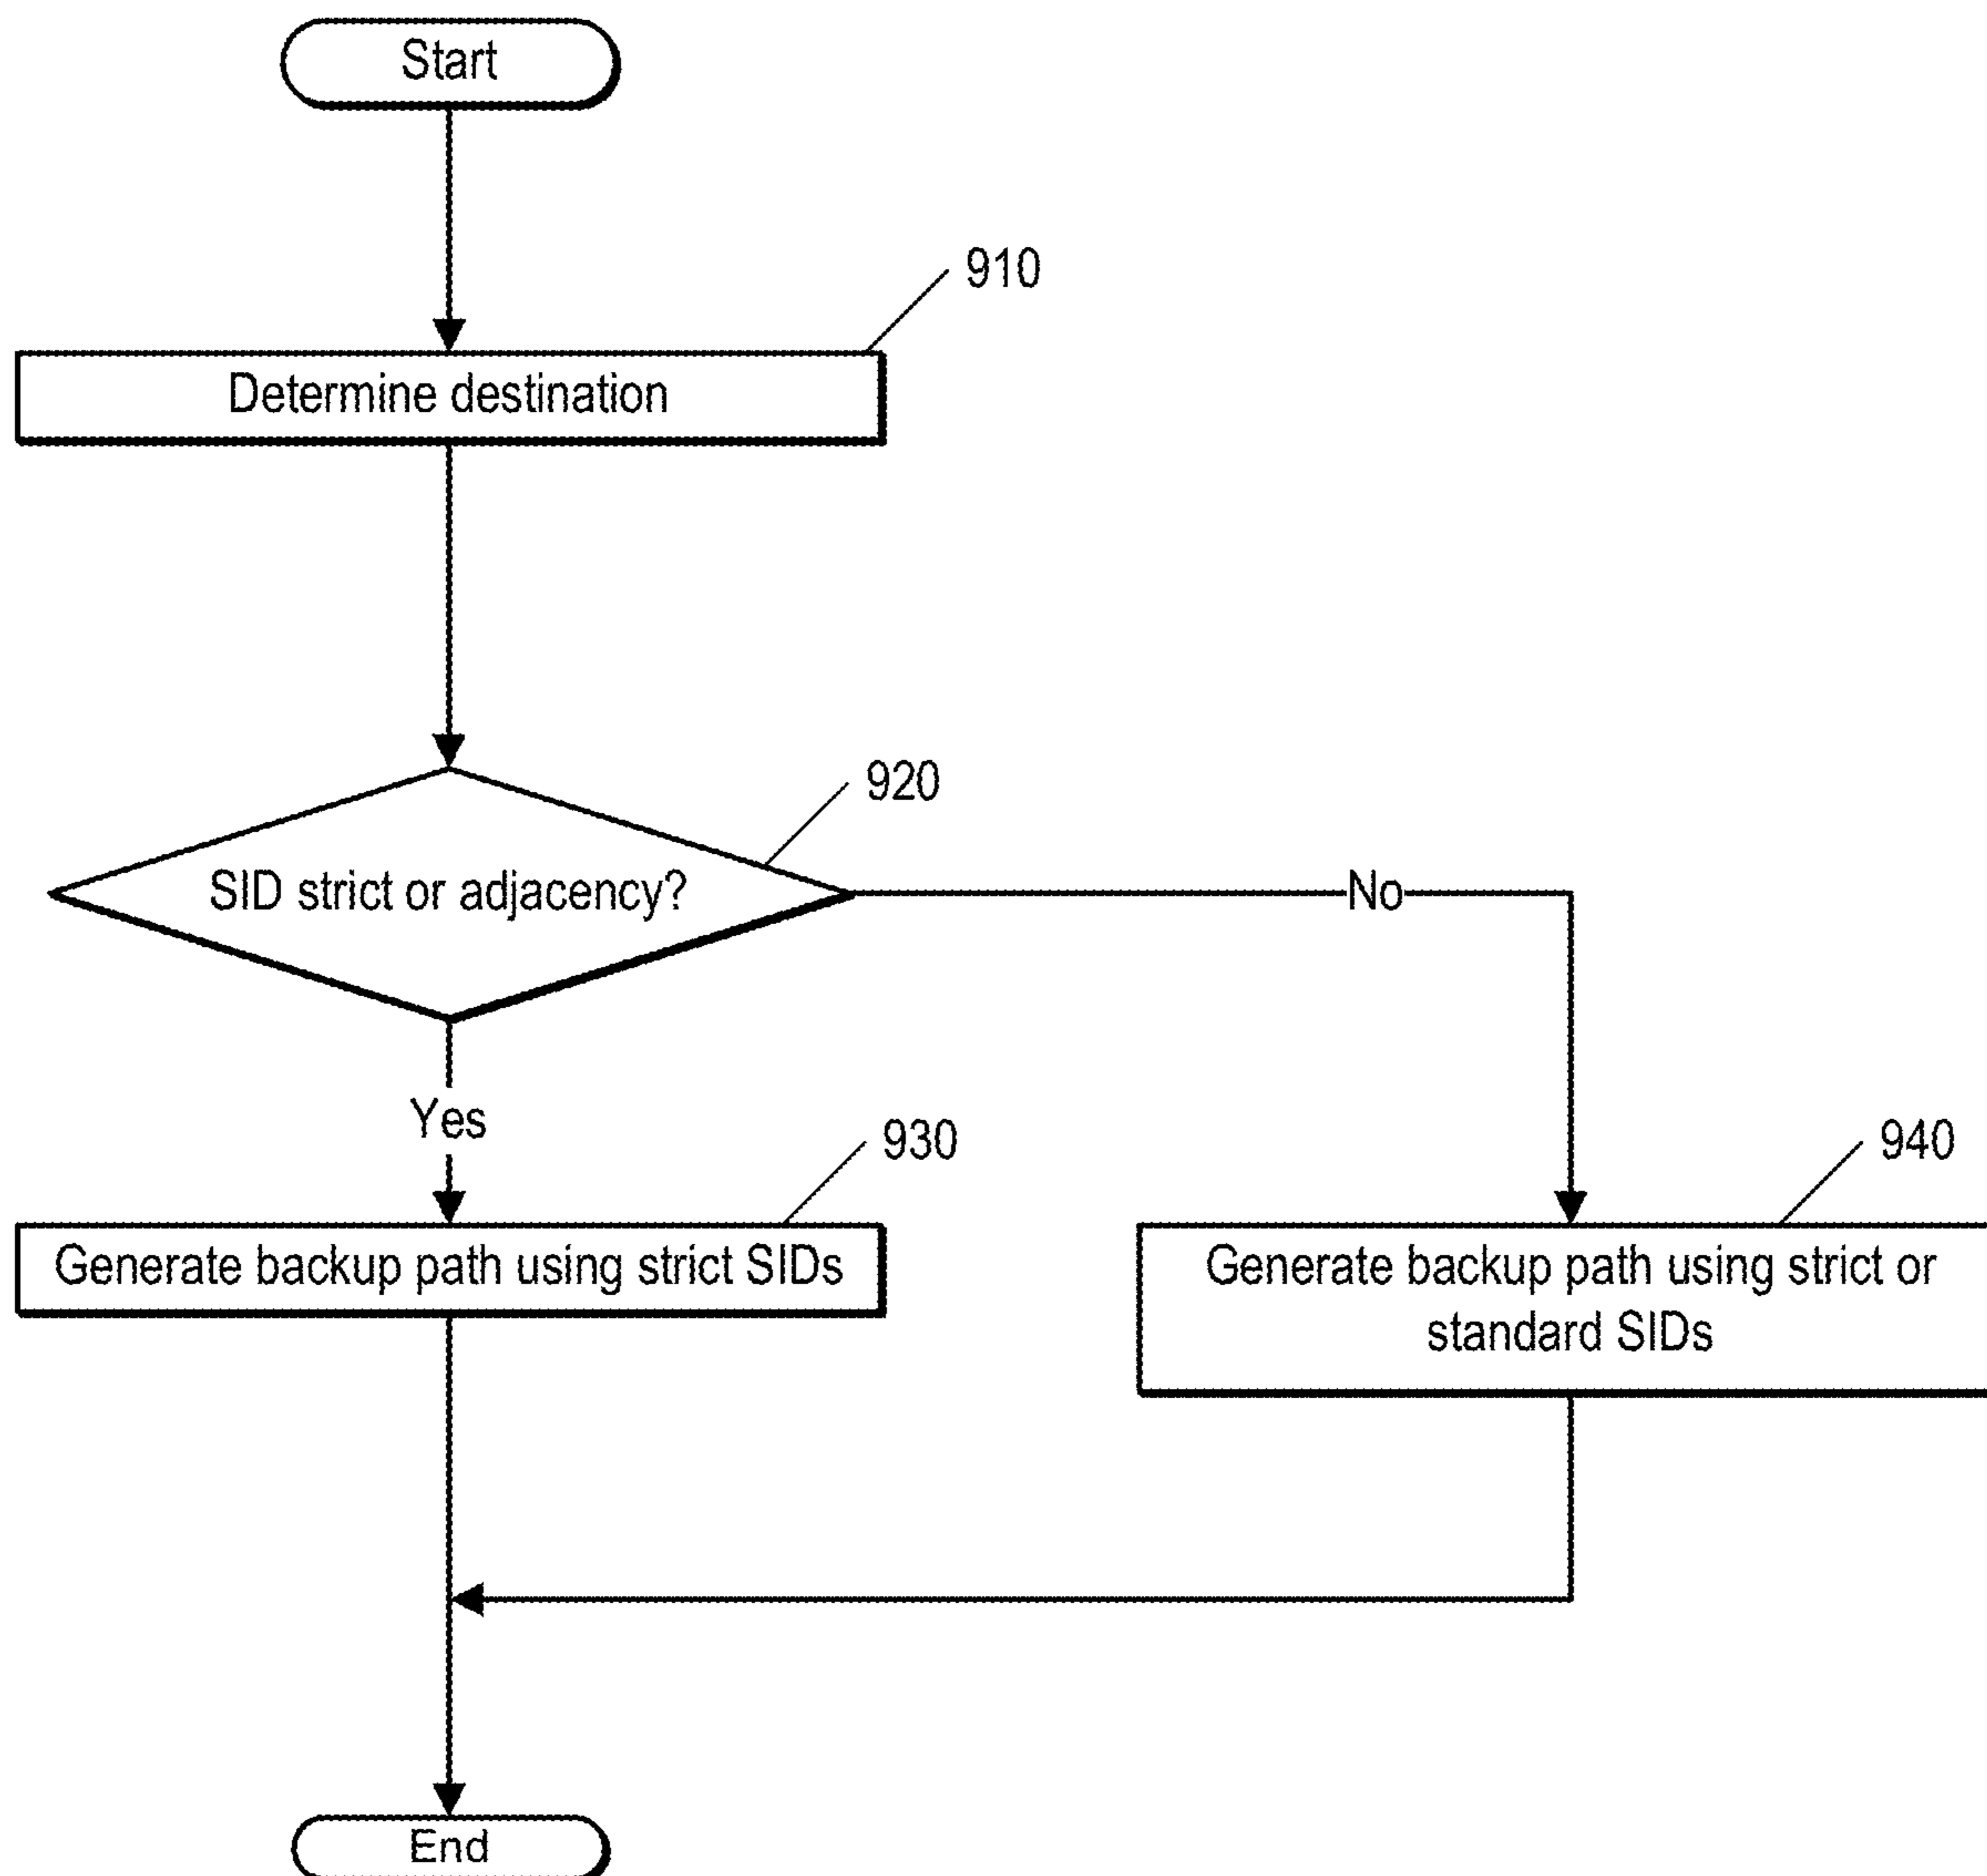 Start
910
Determine destination
920
SID strict or adjacency?
No
Yes
930
Generate backup path using strict SIDs
940
Generate backup path using strict or
standard SIDs
End